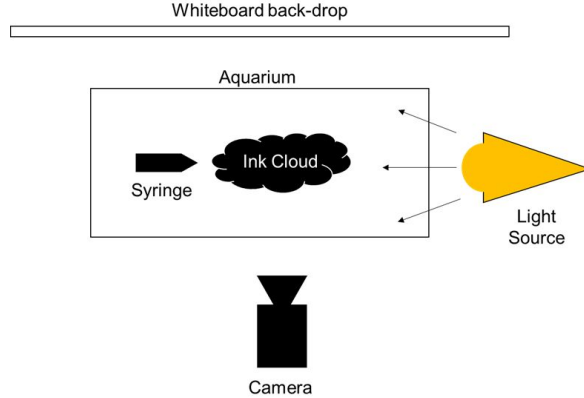 Whiteboard back-drop
Aquarium
Ink Cloud
Syringe
Light
Source
Camera